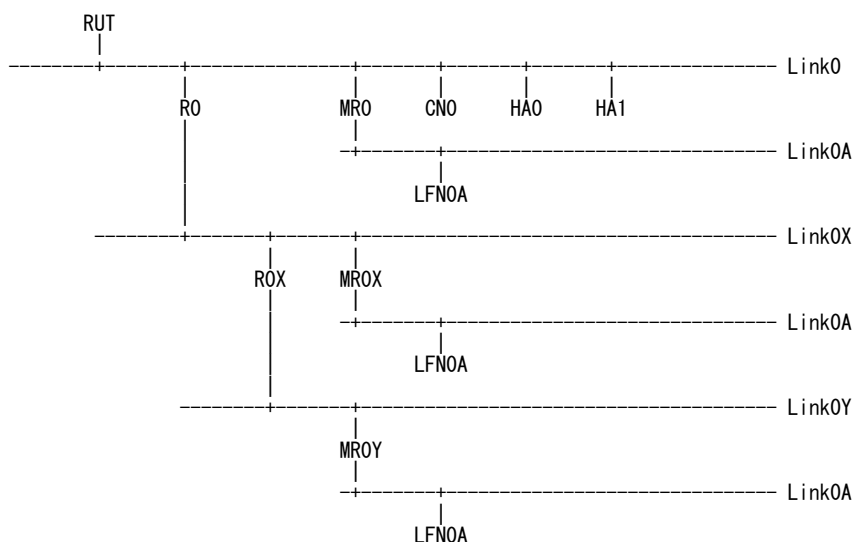 RUT
Link0
R0 MR0 CN0 HA0 HA1
Link0A
LFN0A
Link0X
R0X MR0X
Link0A
LFN0A
Link0Y
MR0Y
Link0A
LFN0A